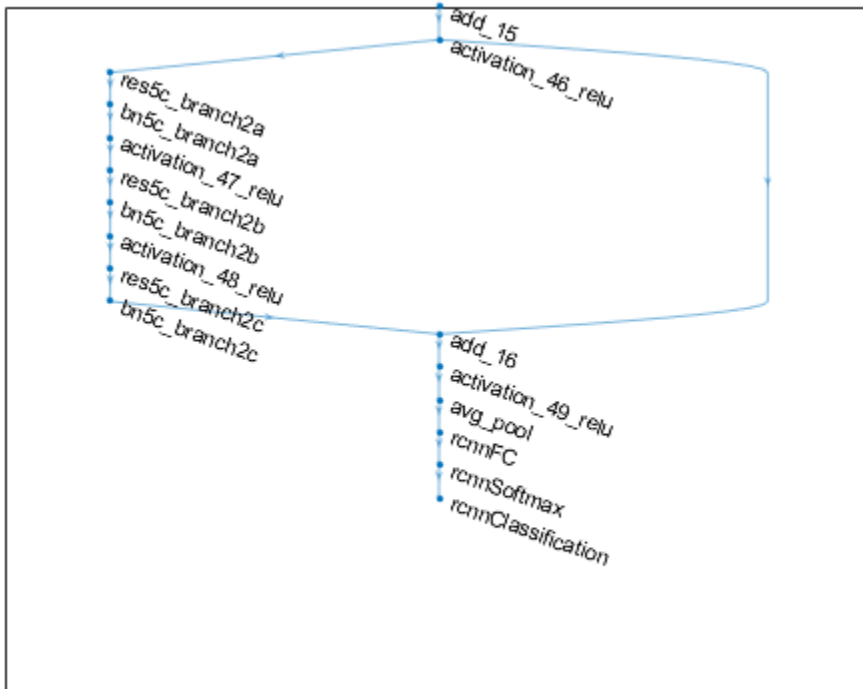 add_15
activation_46_relu
res5c_branch2a
bn5c_branch2a
activation_47_relu
res5c_branch2b
bn5c_branch2b
activation_48_relu
res5c_branch2c
bn5c_branch2c
add_16
activation_49_relu
avg_pool
rcnnFC
rcnnSoftmax
rcnnClassification